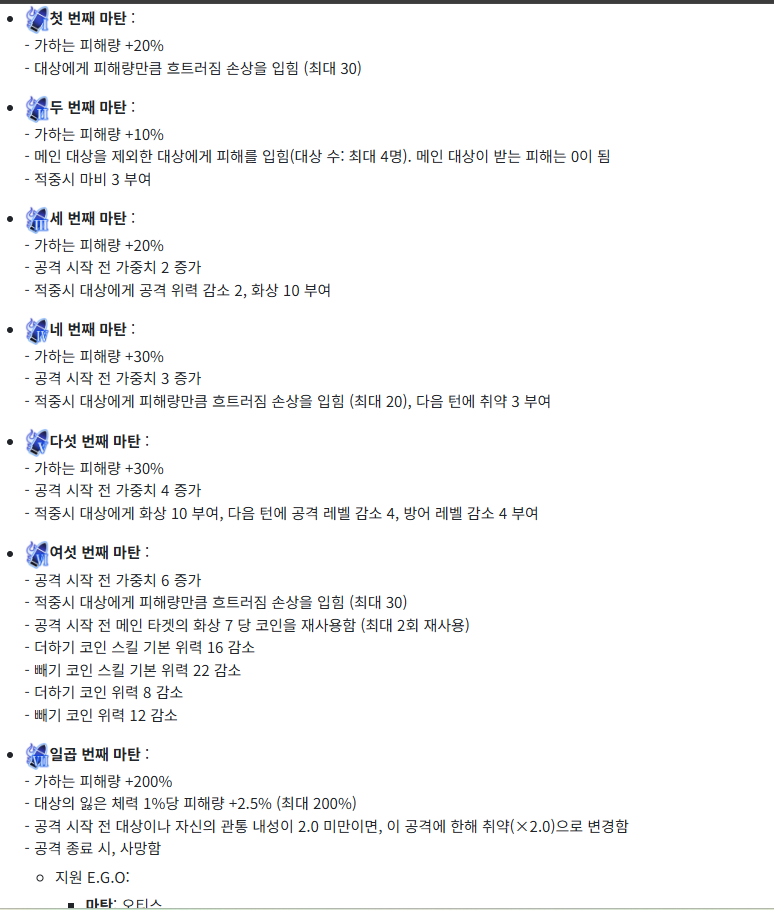 첫 번째 마탄 :
- 가하는 피해량 +20%
- 대상에게 피해량만큼 흐트러짐 손상을 입힘 (최대 30)
II 두 번째 마탄 :
- 가하는 피해량 +10%
- 메인 대상을 제외한 대상에게 피해를 입힘(대상 수: 최대 4명). 메인 대상이 받는 피해는 0이 됨
- 적중시 마비 3 부여
III 세 번째 마탄 :
- 가하는 피해량 +20%
- 공격 시작 전 가중치 2 증가
- 적중시 대상에게 공격 위력 감소 2, 화상 10 부여
IV 네 번째 마탄 :
- 가하는 피해량 +30%
- 공격 시작 전 가중치 3 증가
- 적중시 대상에게 피해량만큼 흐트러짐 손상을 입힘 (최대 20), 다음 턴에 취약 3 부여
V 다섯 번째 마탄 :
- 가하는 피해량 +30%
- 공격 시작 전 가중치 4 증가
- 적중시 대상에게 화상 10 부여, 다음 턴에 공격 레벨 감소 4, 방어 레벨 감소 4 부여
VI 여섯 번째 마탄 :
- 공격 시작 전 가중치 6 증가
- 적중시 대상에게 피해량만큼 흐트러짐 손상을 입힘 (최대 30)
- 공격 시작 전 메인 타겟의 화상 7 당 코인을 재사용함 (최대 2회 재사용)
- 더하기 코인 스킬 기본 위력 16 감소
- 빼기 코인 스킬 기본 위력 22 감소
- 더하기 코인 위력 8 감소
- 빼기 코인 위력 12 감소
VII 일곱 번째 마탄 :
- 가하는 피해량 +200%
- 대상의 잃은 체력 1%당 피해량 +2.5% (최대 200%)
- 공격 시작 전 대상이나 자신의 관통 내성이 2.0 미만이면, 이 공격에 한해 취약(×2.0)으로 변경함
- 공격 종료 시, 사망함
지원 E.G.O:
마탄: 오티스